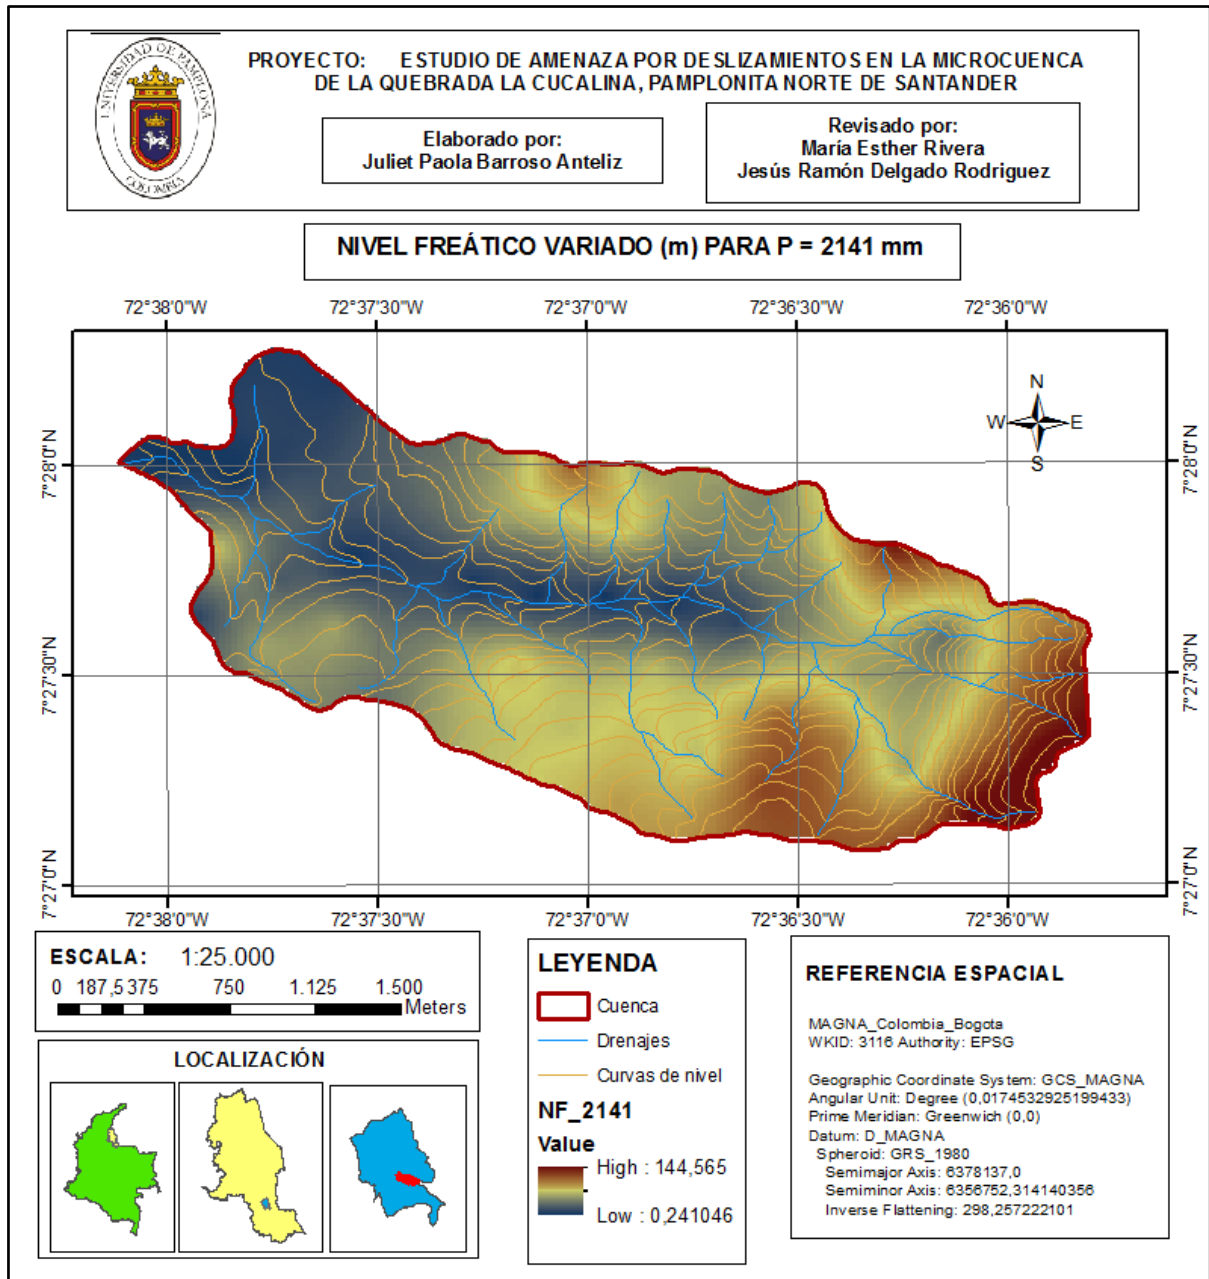 UNIVERSIDAD DE PAMPLONA
COLOMBIA
PROYECTO: ESTUDIO DE AMENAZA POR DESLIZAMIENTOS EN LA MICROCUENCA
DE LA QUEBRADA LA CUCALINA, PAMPLONITA NORTE DE SANTANDER
Elaborado por:
Juliet Paola Barroso Anteliz
Revisado por:
María Esther Rivera
Jesús Ramón Delgado Rodriguez
NIVEL FREÁTICO VARIADO (m) PARA P = 2141 mm
72°38'0"W 72°37'30"W 72°37'0"W 72°36'30"W 72°36'0"W
N
W E
S
7°28'0"N 7°28'0"N
7°27'30"N 7°27'30"N
7°27'0"N 7°27'0"N
72°38'0"W 72°37'30"W 72°37'0"W 72°36'30"W 72°36'0"W
ESCALA: 1:25.000
0 187,5 375 750 1.125 1.500
Meters
LOCALIZACIÓN
LEYENDA
Cuenca
Drenajes
Curvas de nivel
NF_2141
Value
High : 144,565
Low : 0,241046
REFERENCIA ESPACIAL
MAGNA_Colombia_Bogota
WKID: 3116 Authority: EPSG
Geographic Coordinate System: GCS_MAGNA
Angular Unit: Degree (0,0174532925199433)
Prime Meridian: Greenwich (0,0)
Datum: D_MAGNA
Spheroid: GRS_1980
Semimajor Axis: 6378137,0
Semiminor Axis: 6356752,314140356
Inverse Flattening: 298,257222101